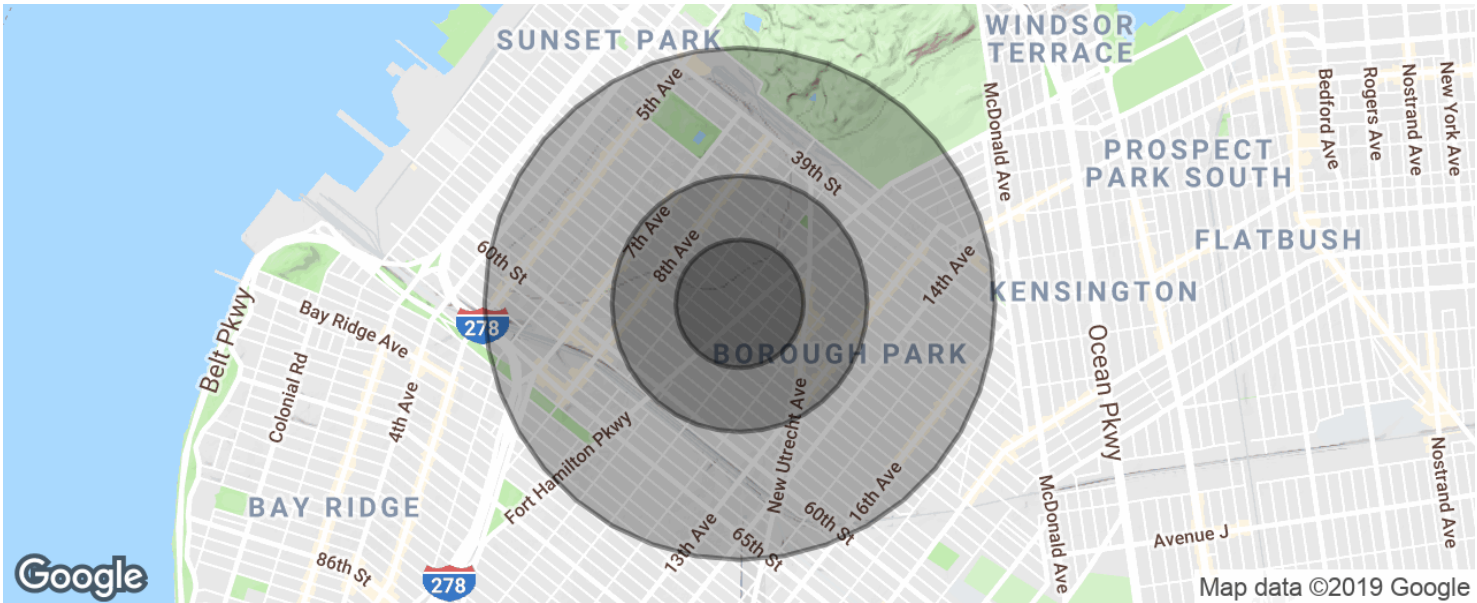 SUNSET PARK
WINDSOR
TERRACE
5th Ave
McDonald Ave
Bedford Ave
Rogers Ave
Nostrand Ave
New York Ave
39th St
PROSPECT
PARK SOUTH
7th Ave
8th Ave
60th St
14th Ave
FLATBUSH
KENSINGTON
Belt Pkwy
Bay Ridge Ave
278
BOROUGH PARK
Ocean Pkwy
Colonial Rd
4th Ave
New Utrecht Ave
Fort Hamilton Pkwy
16th Ave
Nostrand Ave
BAY RIDGE
McDonald Ave
60th St
13th Ave
65th St
Avenue J
86th St
278
Google
Map data ©2019 Google